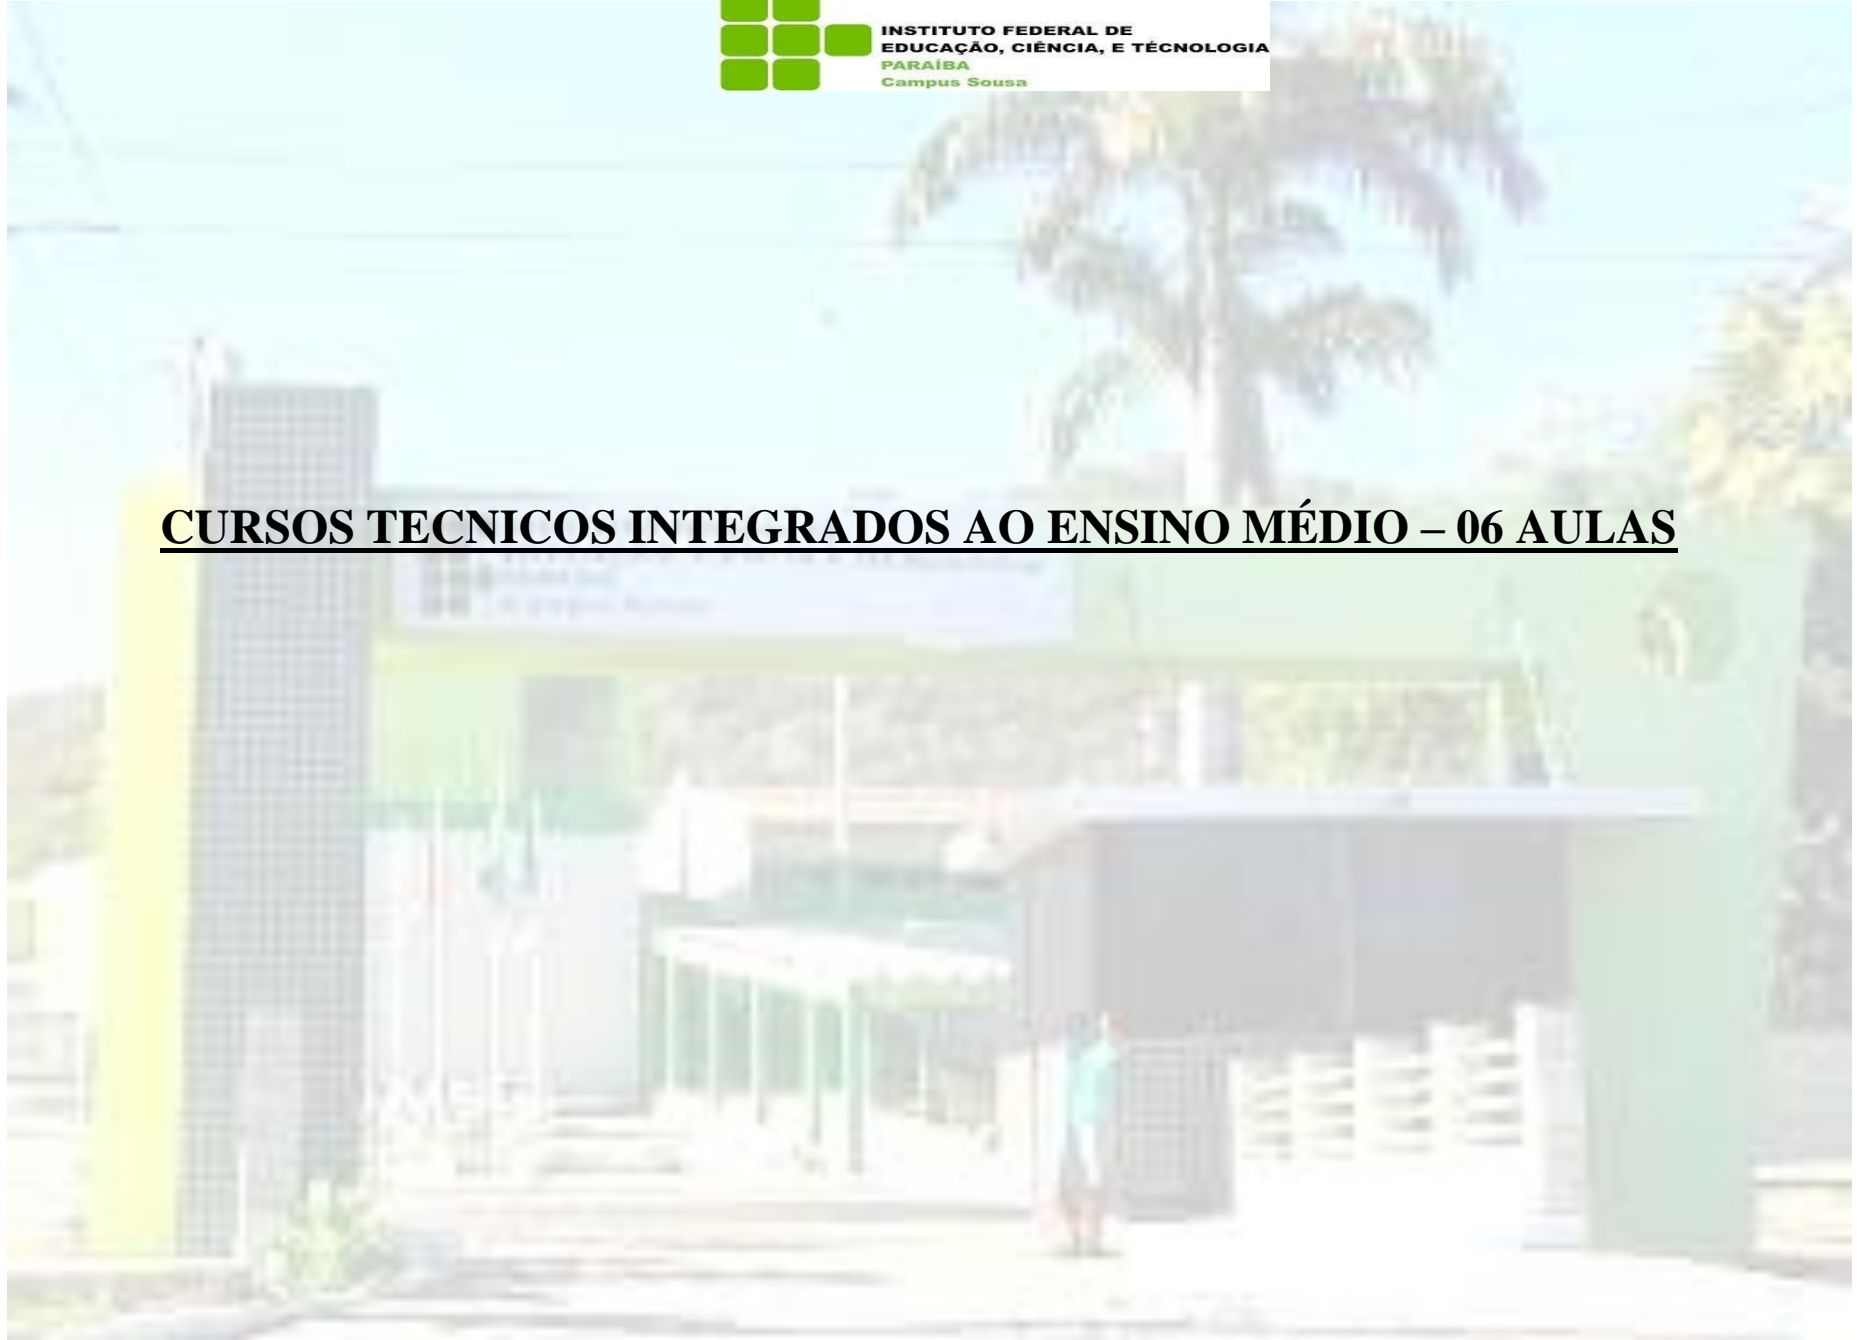 INSTITUTO FEDERAL DE
EDUCAÇÃO, CIÊNCIA, E TÉCNOLOGIA
PARAÍBA
Campus Sousa
CURSOS TECNICOS INTEGRADOS AO ENSINO MÉDIO – 06 AULAS